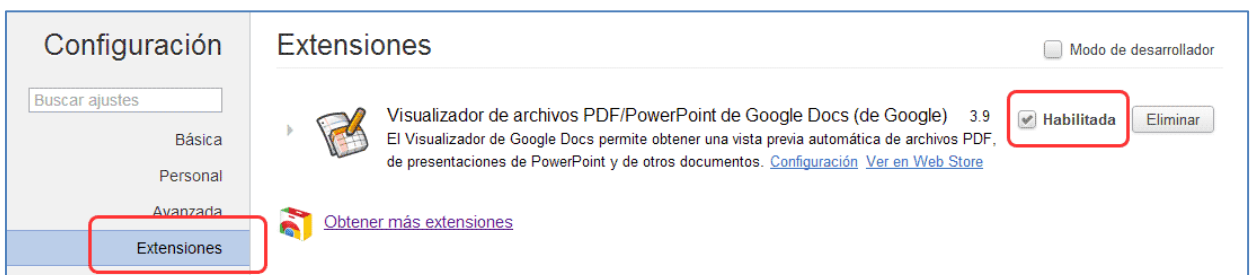 Configuración
Buscar ajustes
Básica
Personal
Avanzada
Extensiones
Extensiones
Modo de desarrollador
Visualizador de archivos PDF/PowerPoint de Google Docs (de Google) 3.9
Habilitada
Eliminar
El Visualizador de Google Docs permite obtener una vista previa automática de archivos PDF,
de presentaciones de PowerPoint y de otros documentos. Configuración Ver en Web Store
Obtener más extensiones